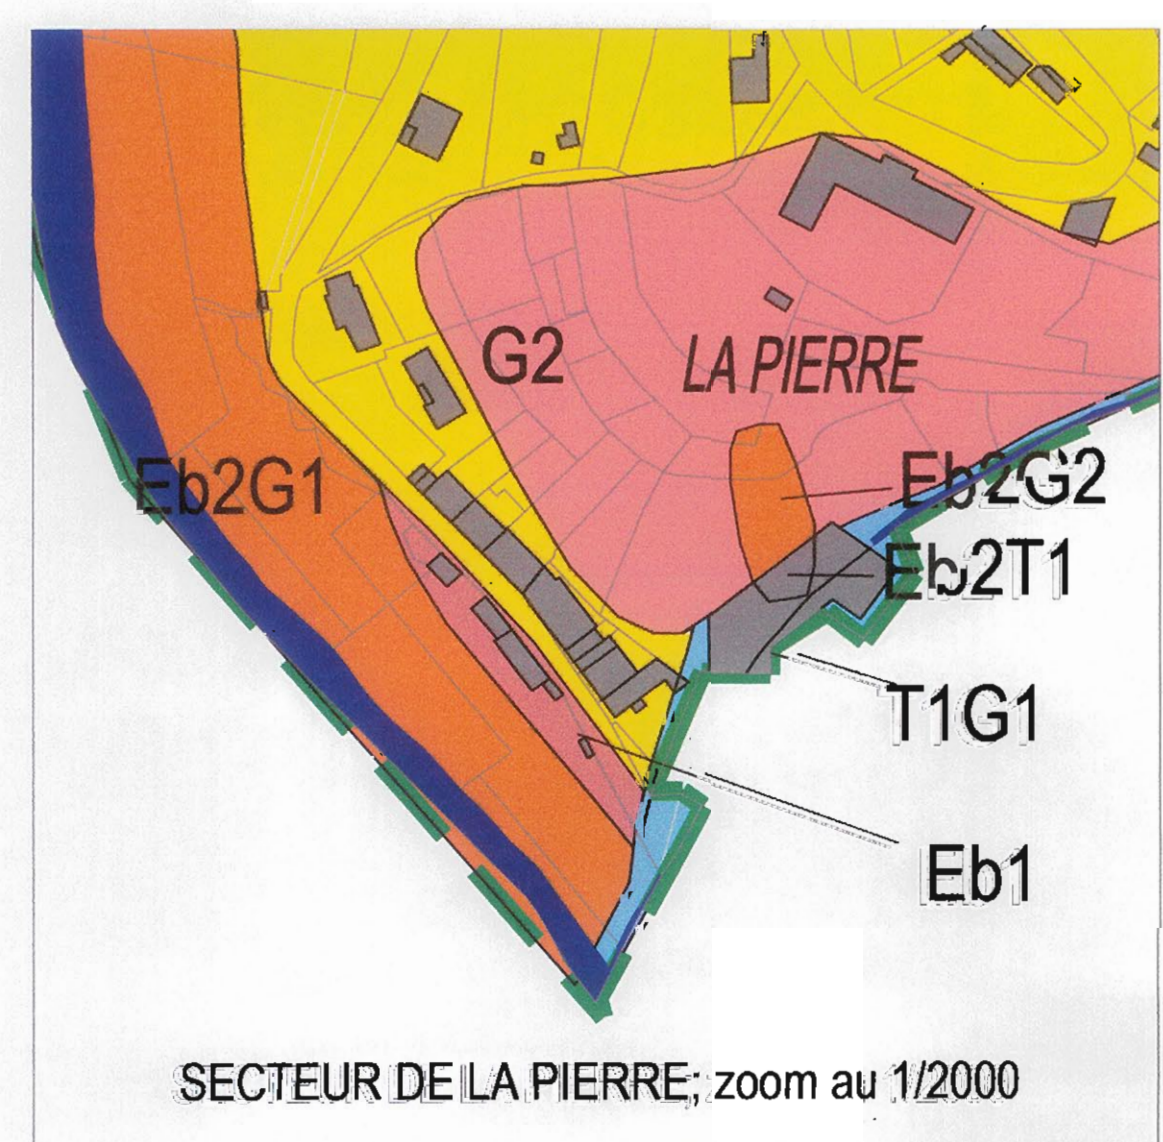 G2
LA PIERRE
Eb2G1
Eb2G2
Eb2T1
T1G1
Eb1
SECTEUR DE LA PIERRE; zoom au 1/2000